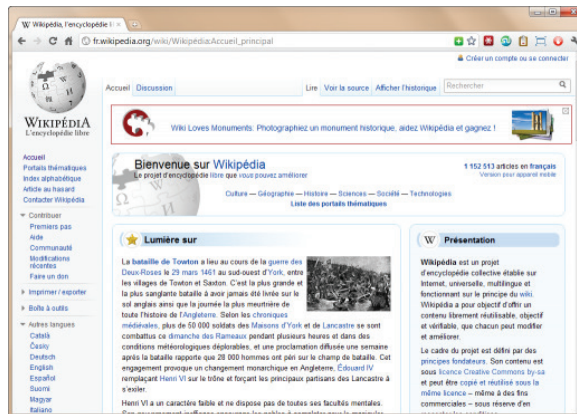 Wikipédia, l'encyclopédie li
fr.wikipedia.org/wiki/Wikipédia:Accueil_principal
Créer un compte ou se connecter
Accueil Discussion Lire Voir la source Afficher l'historique Rechercher
WIKIPÉDIA
L'encyclopédie libre
Wiki Loves Monuments: Photographiez un monument historique, aidez Wikipédia et gagnez !
Accueil
Portails thématiques
Index alphabétique
Article au hasard
Contacter Wikipédia
Contribuer
Premiers pas
Aide
Communauté
Modifications
récentes
Faire un don
Imprimer / exporter
Boîte à outils
Autres langues
Català
Česky
Deutsch
English
Español
Suomi
Magyar
Italiano
Bienvenue sur Wikipédia
Le projet d'encyclopédie libre que vous pouvez améliorer
1 152 513 articles en français
Version pour appareil mobile
Culture — Géographie — Histoire — Sciences — Société — Technologies
Liste des portails thématiques
Lumière sur
La bataille de Towton a lieu au cours de la guerre des
Deux-Roses le 29 mars 1461 au sud-ouest d'York, entre
les villages de Towton et Saxton. C'est la plus grande et
la plus sanglante bataille à avoir jamais été livrée sur le
sol anglais ainsi que la journée la plus meurtrière de
toute l'histoire de l'Angleterre. Selon les chroniques
médiévales, plus de 50 000 soldats des Maisons d'York et de Lancastre se sont
combattus ce dimanche des Rameaux pendant plusieurs heures et dans des
conditions météorologiques déplorables, et une proclamation diffusée une semaine
après la bataille rapporte que 28 000 hommes ont péri sur le champ de bataille. Cet
engagement provoque un changement monarchique en Angleterre, Édouard IV
remplaçant Henri VI sur le trône et forçant les principaux partisans des Lancastre à
s'exiler.
Henri VI a un caractère faible et ne dispose pas de toutes ses facultés mentales.
W Présentation
Wikipédia est un projet
d'encyclopédie collective établie sur
Internet, universelle, multilingue et
fonctionnant sur le principe du wiki.
Wikipédia a pour objectif d'offrir un
contenu librement réutilisable, objectif
et vérifiable, que chacun peut modifier
et améliorer.
Le cadre du projet est défini par des
principes fondateurs. Son contenu est
sous licence Creative Commons by-sa
et peut être copié et réutilisé sous la
même licence – même à des fins
commerciales – sous réserve d'en